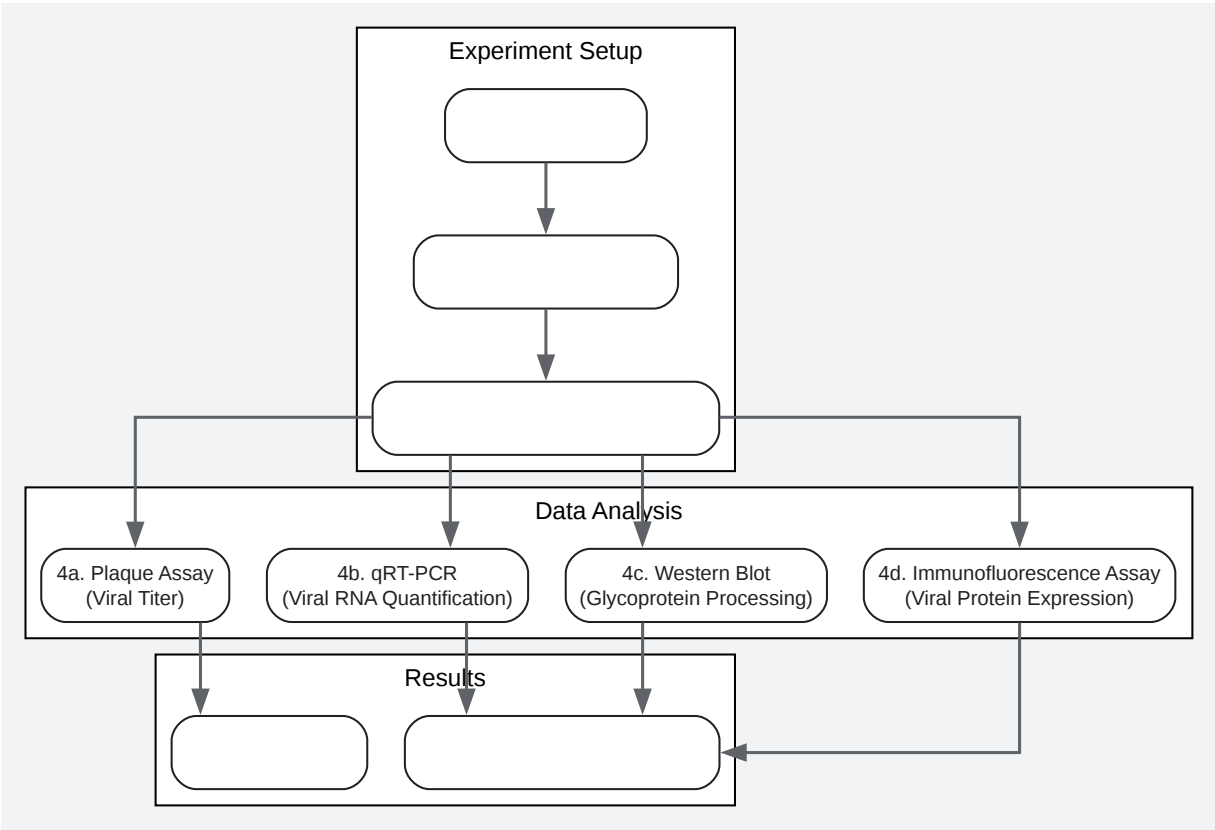 Experiment Setup
Data Analysis
4a. Plaque Assay
(Viral Titer)
4b. qRT-PCR
(Viral RNA Quantification)
4c. Western Blot
(Glycoprotein Processing)
4d. Immunofluorescence Assay
(Viral Protein Expression)
Results